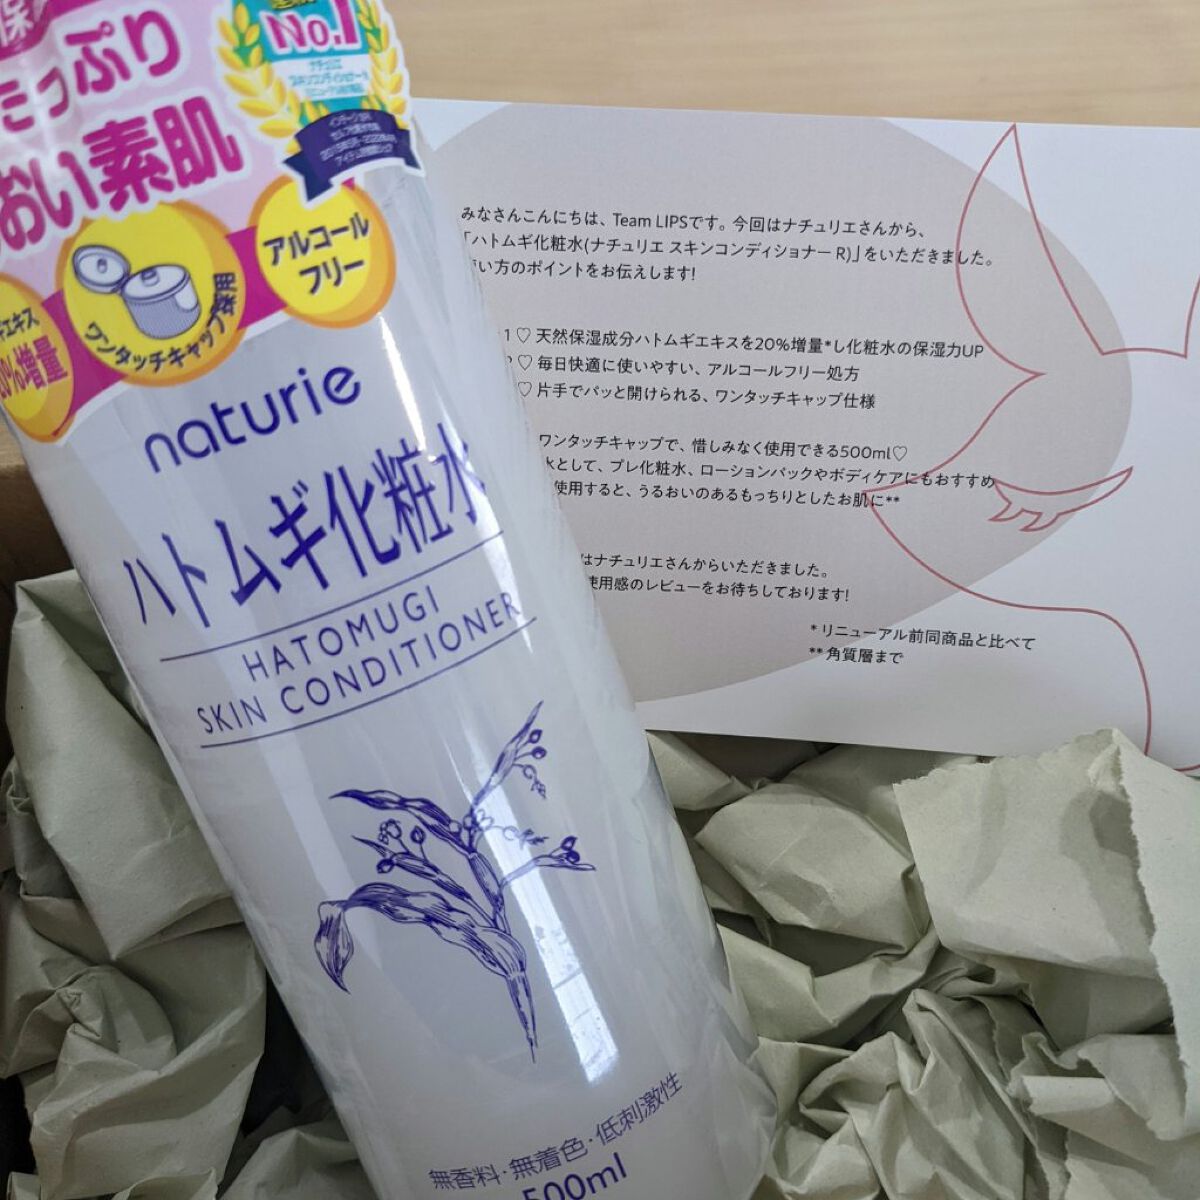 保
たっぷり
おい素肌
No.1
ワンタッチキャップ採用
アルコール
フリー
エキス
20%増量
naturie
ハトムギ化粧水
HATOMUGI
SKIN CONDITIONER
無香料・無着色・低刺激性
500ml
みなさんこんにちは、Team LIPSです。今回はナチュリエさんから、
「ハトムギ化粧水(ナチュリエ スキンコンディショナー R)」をいただきました。
い方のポイントをお伝えします!
1♡ 天然保湿成分ハトムギエキスを20%増量*し化粧水の保湿力UP
♡ 毎日快適に使いやすい、アルコールフリー処方
♡ 片手でパッと開けられる、ワンタッチキャップ仕様
ワンタッチキャップで、惜しみなく使用できる500ml♡
水として、プレ化粧水、ローションパックやボディケアにもおすすめ
使用すると、うるおいのあるもっちりとしたお肌に**
はナチュリエさんからいただきました。
使用感のレビューをお待ちしております!
* リニューアル前同商品と比べて
** 角質層まで